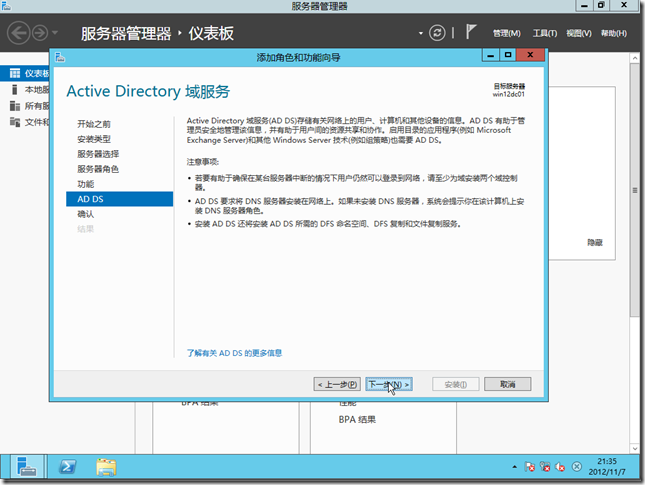 服务器管理器
服务器管理器 · 仪表板
管理(M) 工具(T) 视图(V) 帮助(H)
仪表板
本地服
所有服
文件和
添加角色和功能向导
Active Directory 域服务
目标服务器
win12dc01
开始之前
安装类型
服务器选择
服务器角色
功能
AD DS
确认
结果
Active Directory 域服务(AD DS)存储有关网络上的用户、计算机和其他设备的信息。AD DS 有助于管
理员安全地管理该信息，并有助于用户间的资源共享和协作。启用目录的应用程序(例如 Microsoft
Exchange Server)和其他 Windows Server 技术(例如组策略)也需要 AD DS。
注意事项:
• 若要有助于确保在某台服务器中断的情况下用户仍然可以登录到网络，请至少为域安装两个域控制
器。
• AD DS 要求将 DNS 服务器安装在网络上。如果未安装 DNS 服务器，系统会提示你在该计算机上安
装 DNS 服务器角色。
• 安装 AD DS 还将安装 AD DS 所需的 DFS 命名空间、DFS 复制和文件复制服务。
了解有关 AD DS 的更多信息
< 上一步(P) 下一步(N) > 安装(I) 取消
隐藏
BPA 结果
性能
BPA 结果
21:35
2012/11/7